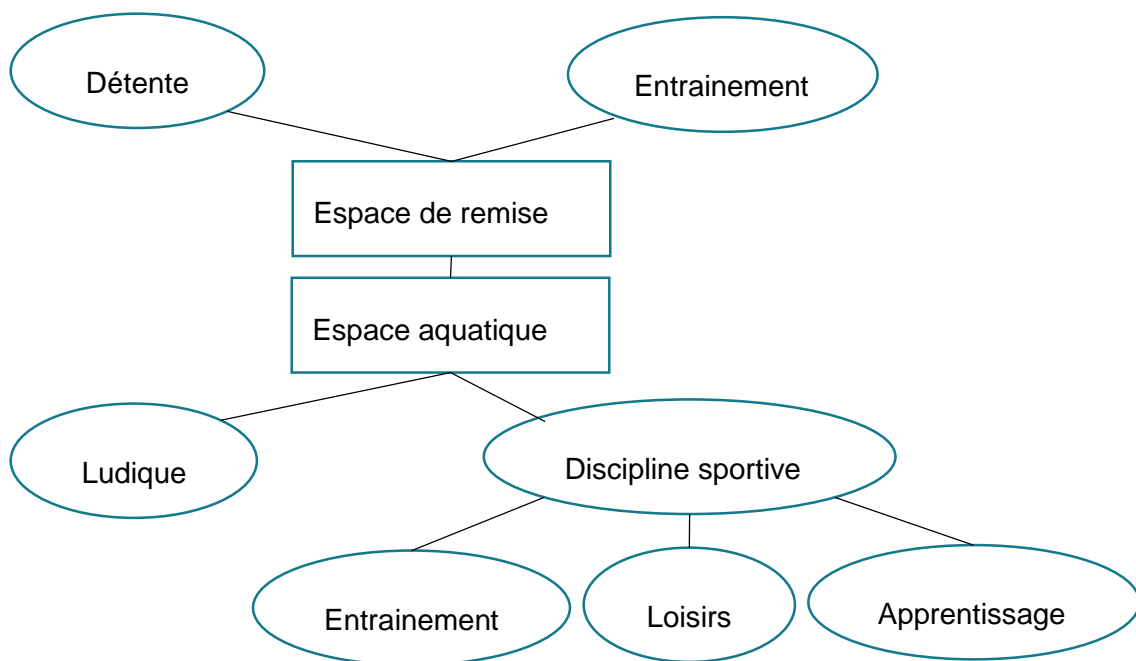 Détente
Entrainement
Espace de remise
Espace aquatique
Ludique
Discipline sportive
Entrainement
Loisirs
Apprentissage